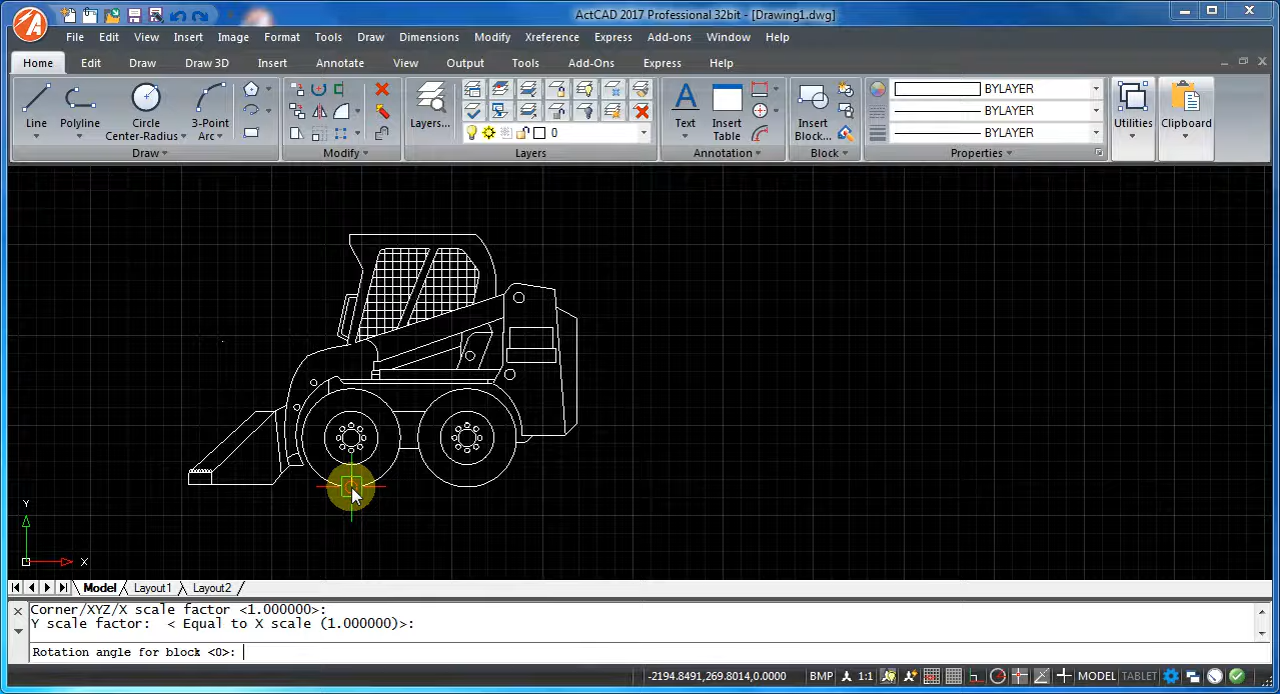 ActCAD 2017 Professional 32bit - [Drawing1.dwg]
File Edit View Insert Image Format Tools Draw Dimensions Modify Xreference Express Add-ons Window Help
Home Edit Draw Draw 3D Insert Annotate View Output Tools Add-Ons Express Help
Line Polyline Circle Center-Radius 3-Point Arc Layers... Text Insert Table Insert Block... BYLAYER Utilities Clipboard
BYLAYER
0 BYLAYER
Draw Modify Layers Annotation Block Properties
Y
X
Model Layout1 Layout2
Corner/XYZ/X scale factor <1.000000>:
Y scale factor:  < Equal to X scale (1.000000)>:
Rotation angle for block <0>:
-2194.8491,269.8014,0.0000 BMP 1:1 MODEL TABLET